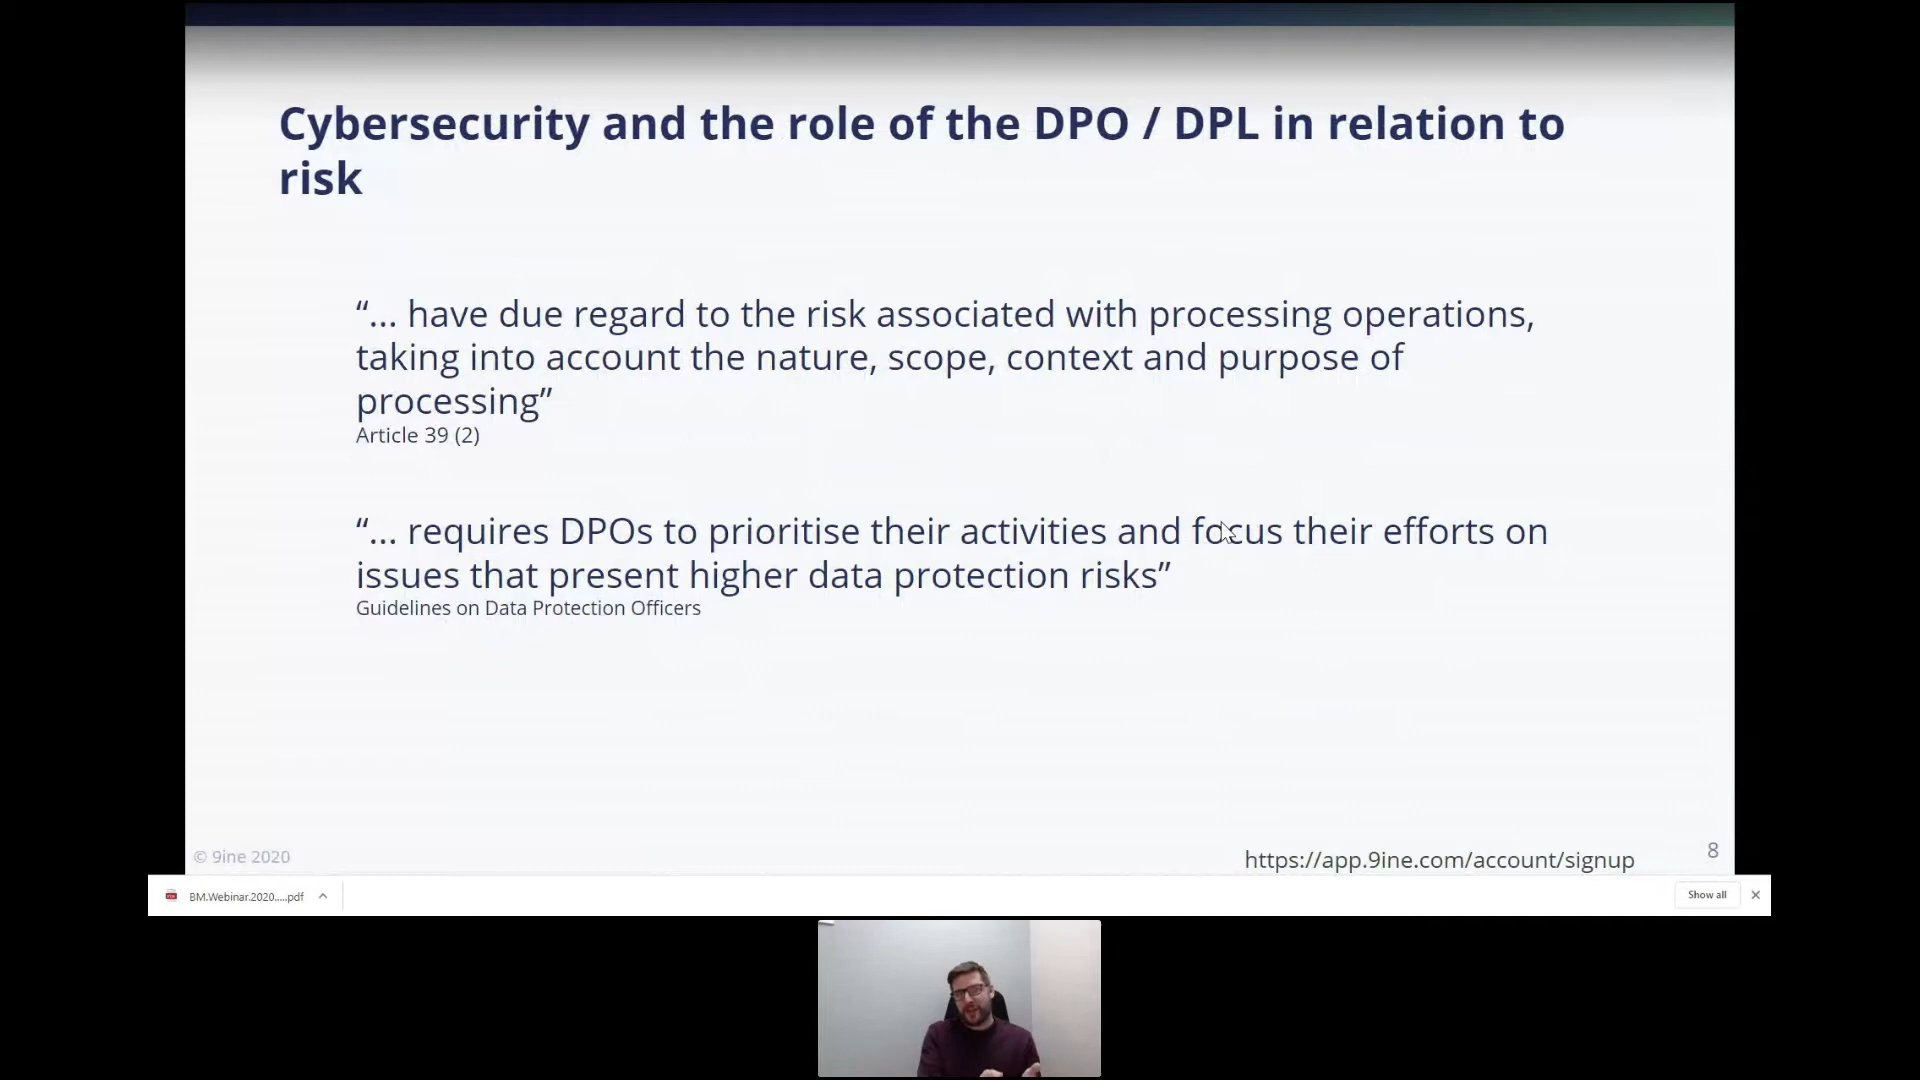 Cybersecurity and the role of the DPO / DPL in relation to
risk
“... have due regard to the risk associated with processing operations,
taking into account the nature, scope, context and purpose of
processing”
Article 39 (2)
“... requires DPOs to prioritise their activities and focus their efforts on
issues that present higher data protection risks”
Guidelines on Data Protection Officers
© 9ine 2020
https://app.9ine.com/account/signup
8
BM.Webinar.2020.....pdf
Show all